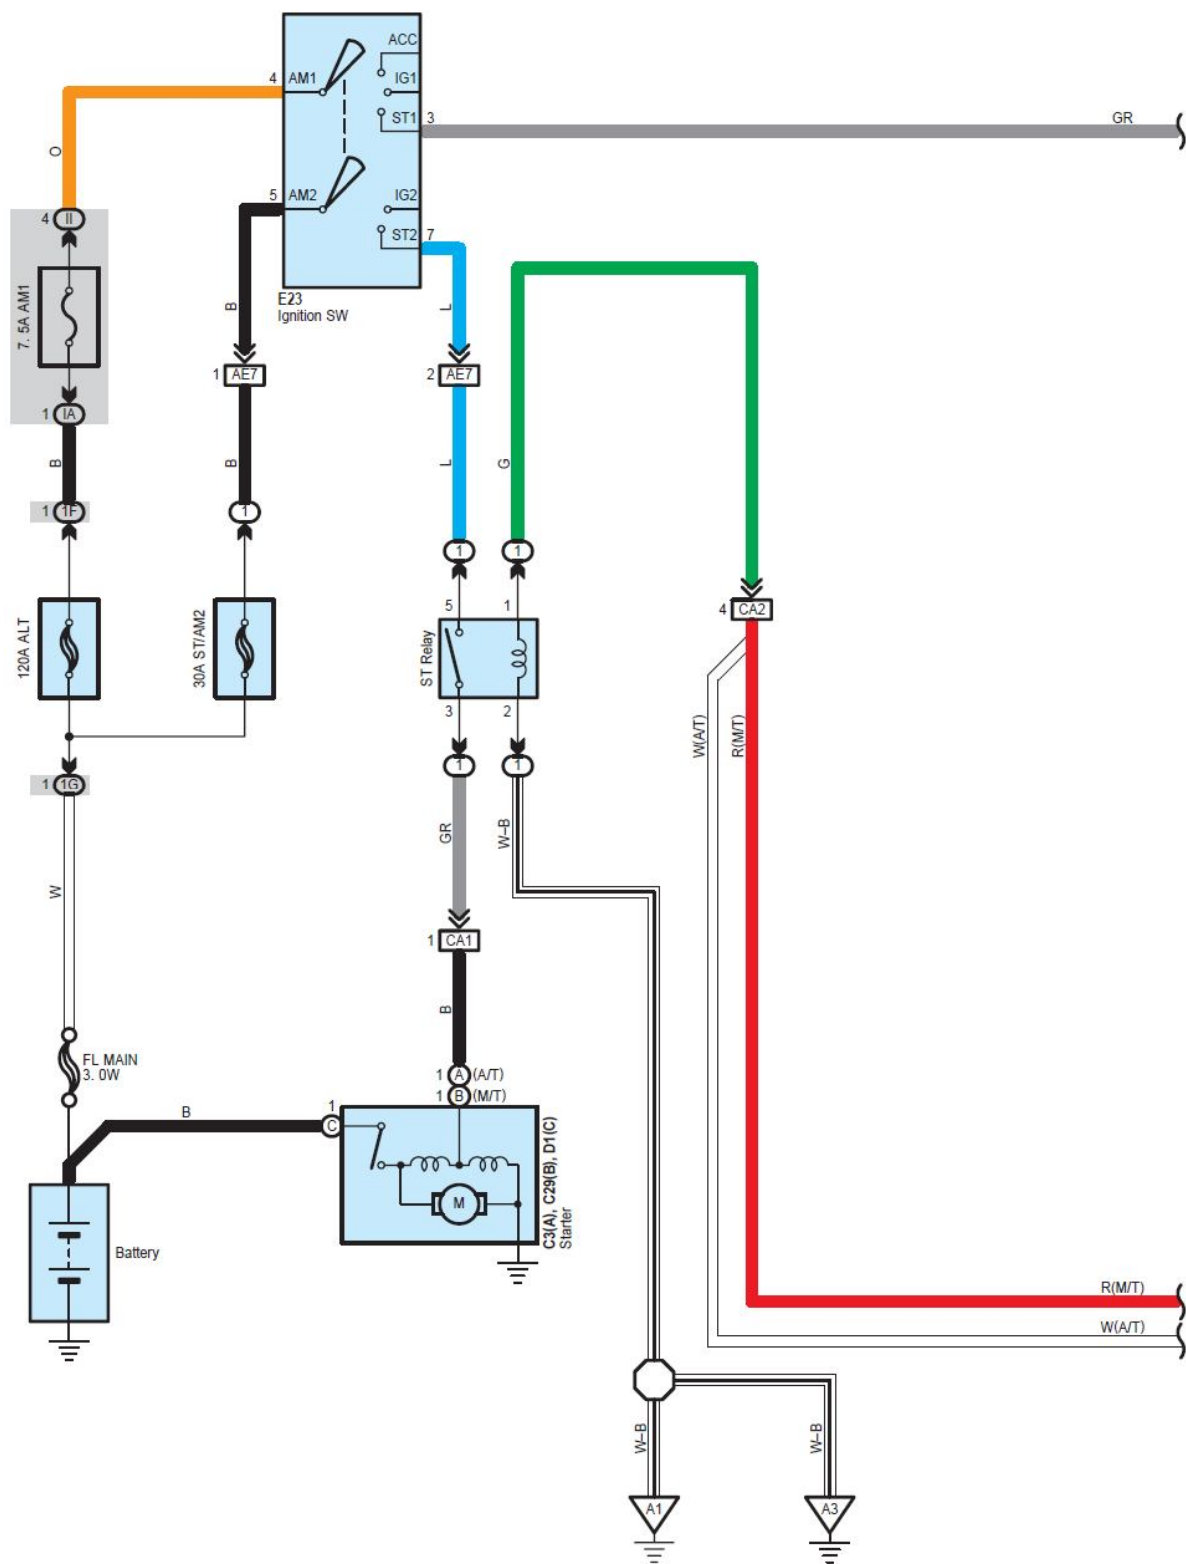 ACC
4 AM1
IG1
ST1 3
GR
O
5 AM2
IG2
ST2 7
4 II
7. 5A AM1
E23
Ignition SW
B
L
1 AE7
2 AE7
1 IA
B
B
L
G
1 1F
1
1
1
120A ALT
30A ST/AM2
5
1
ST Relay
4 CA2
3
2
W(A/T)
R(M/T)
1 1G
1
1
W
GR
W–B
1 CA1
B
FL MAIN
3. 0W
1 A (A/T)
1 B (M/T)
B
1
C
M
C3(A), C29(B), D1(C)
Starter
Battery
R(M/T)
W(A/T)
W–B
W–B
A1
A3